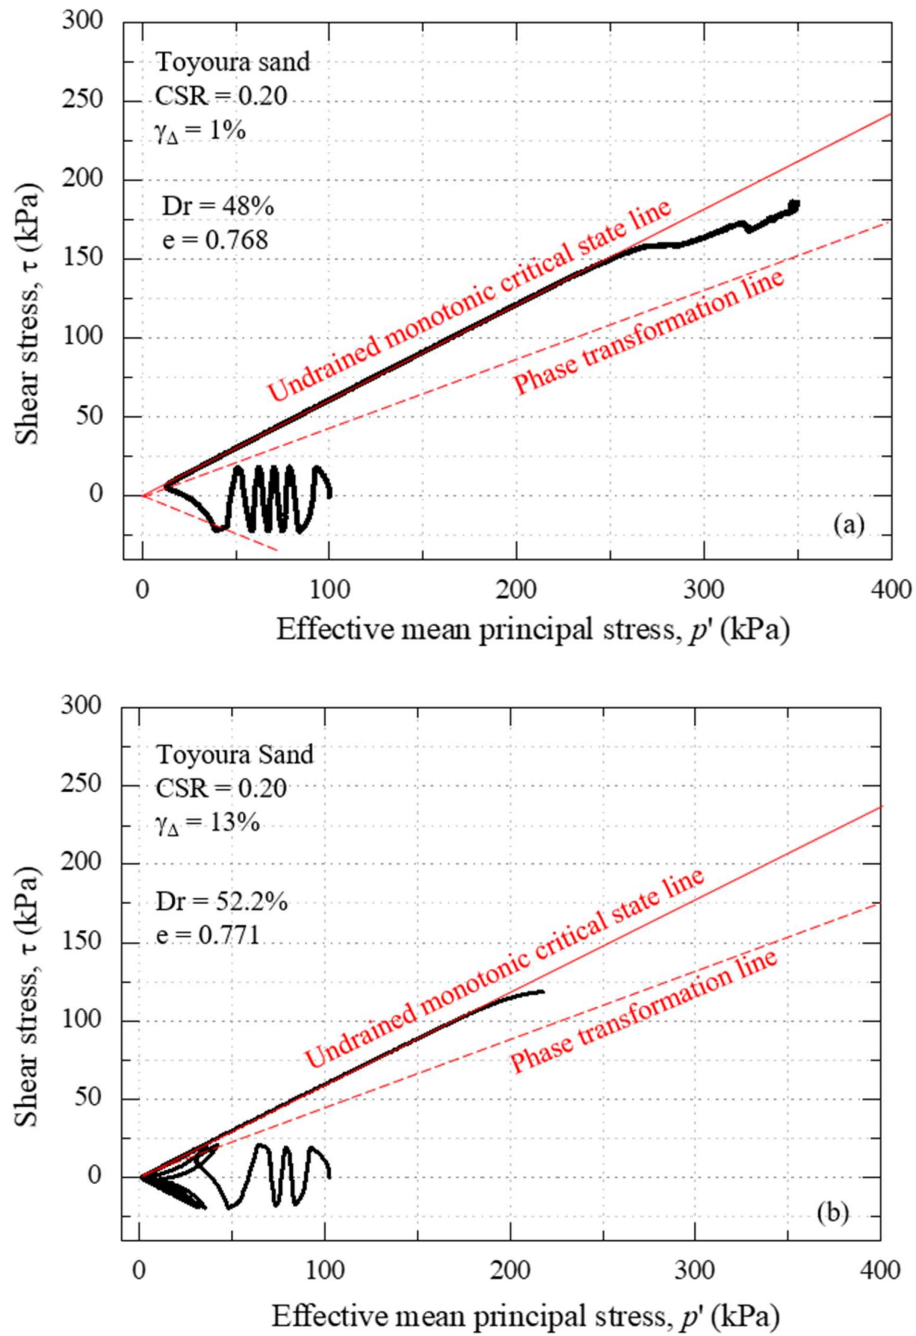 300
250
200
150
100
50
0
Shear stress, τ (kPa)
Toyoura sand
CSR = 0.20
γΔ = 1%
Dr = 48%
e = 0.768
Undrained monotonic critical state line
Phase transformation line
(a)
0 100 200 300 400
Effective mean principal stress, p' (kPa)
300
250
200
150
100
50
0
Shear stress, τ (kPa)
Toyoura Sand
CSR = 0.20
γΔ = 13%
Dr = 52.2%
e = 0.771
Undrained monotonic critical state line
Phase transformation line
(b)
0 100 200 300 400
Effective mean principal stress, p' (kPa)